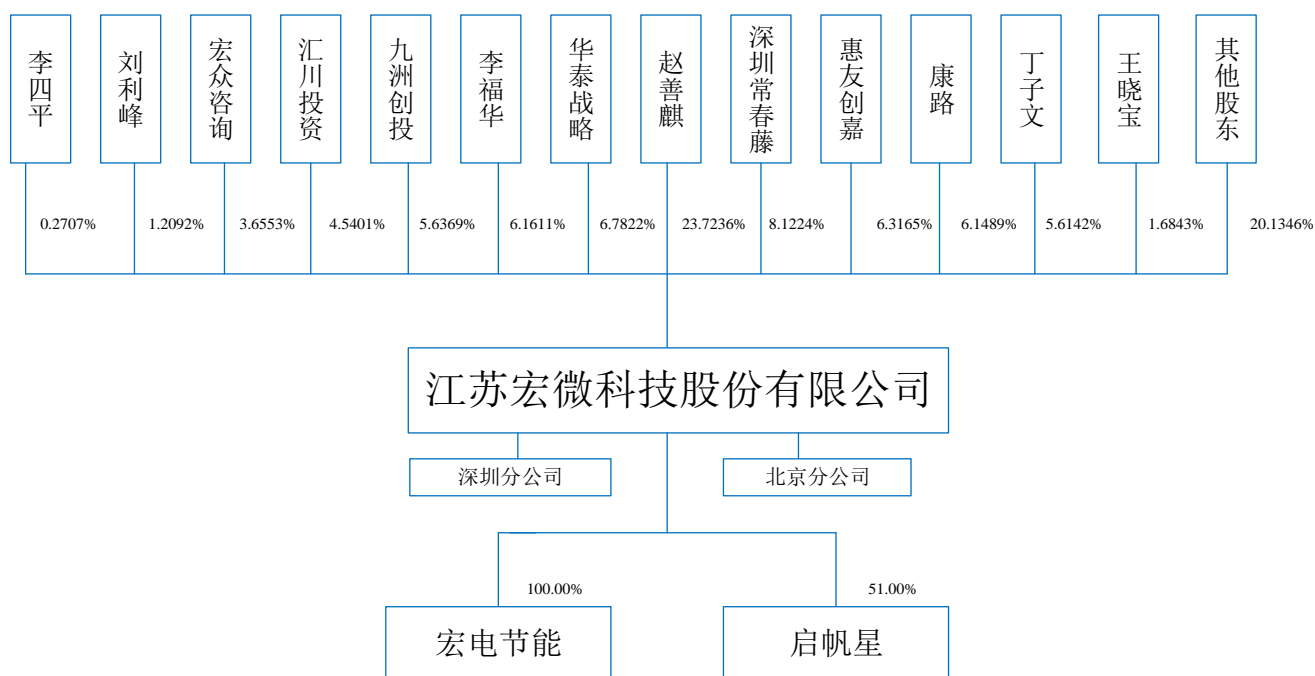 李四平
刘利峰
宏众咨询
汇川投资
九洲创投
李福华
华泰战略
赵善麒
深圳常春藤
惠友创嘉
康路
丁子文
王晓宝
其他股东
0.2707%
1.2092%
3.6553%
4.5401%
5.6369%
6.1611%
6.7822%
23.7236%
8.1224%
6.3165%
6.1489%
5.6142%
1.6843%
20.1346%
江苏宏微科技股份有限公司
深圳分公司
北京分公司
100.00%
51.00%
宏电节能
启帆星